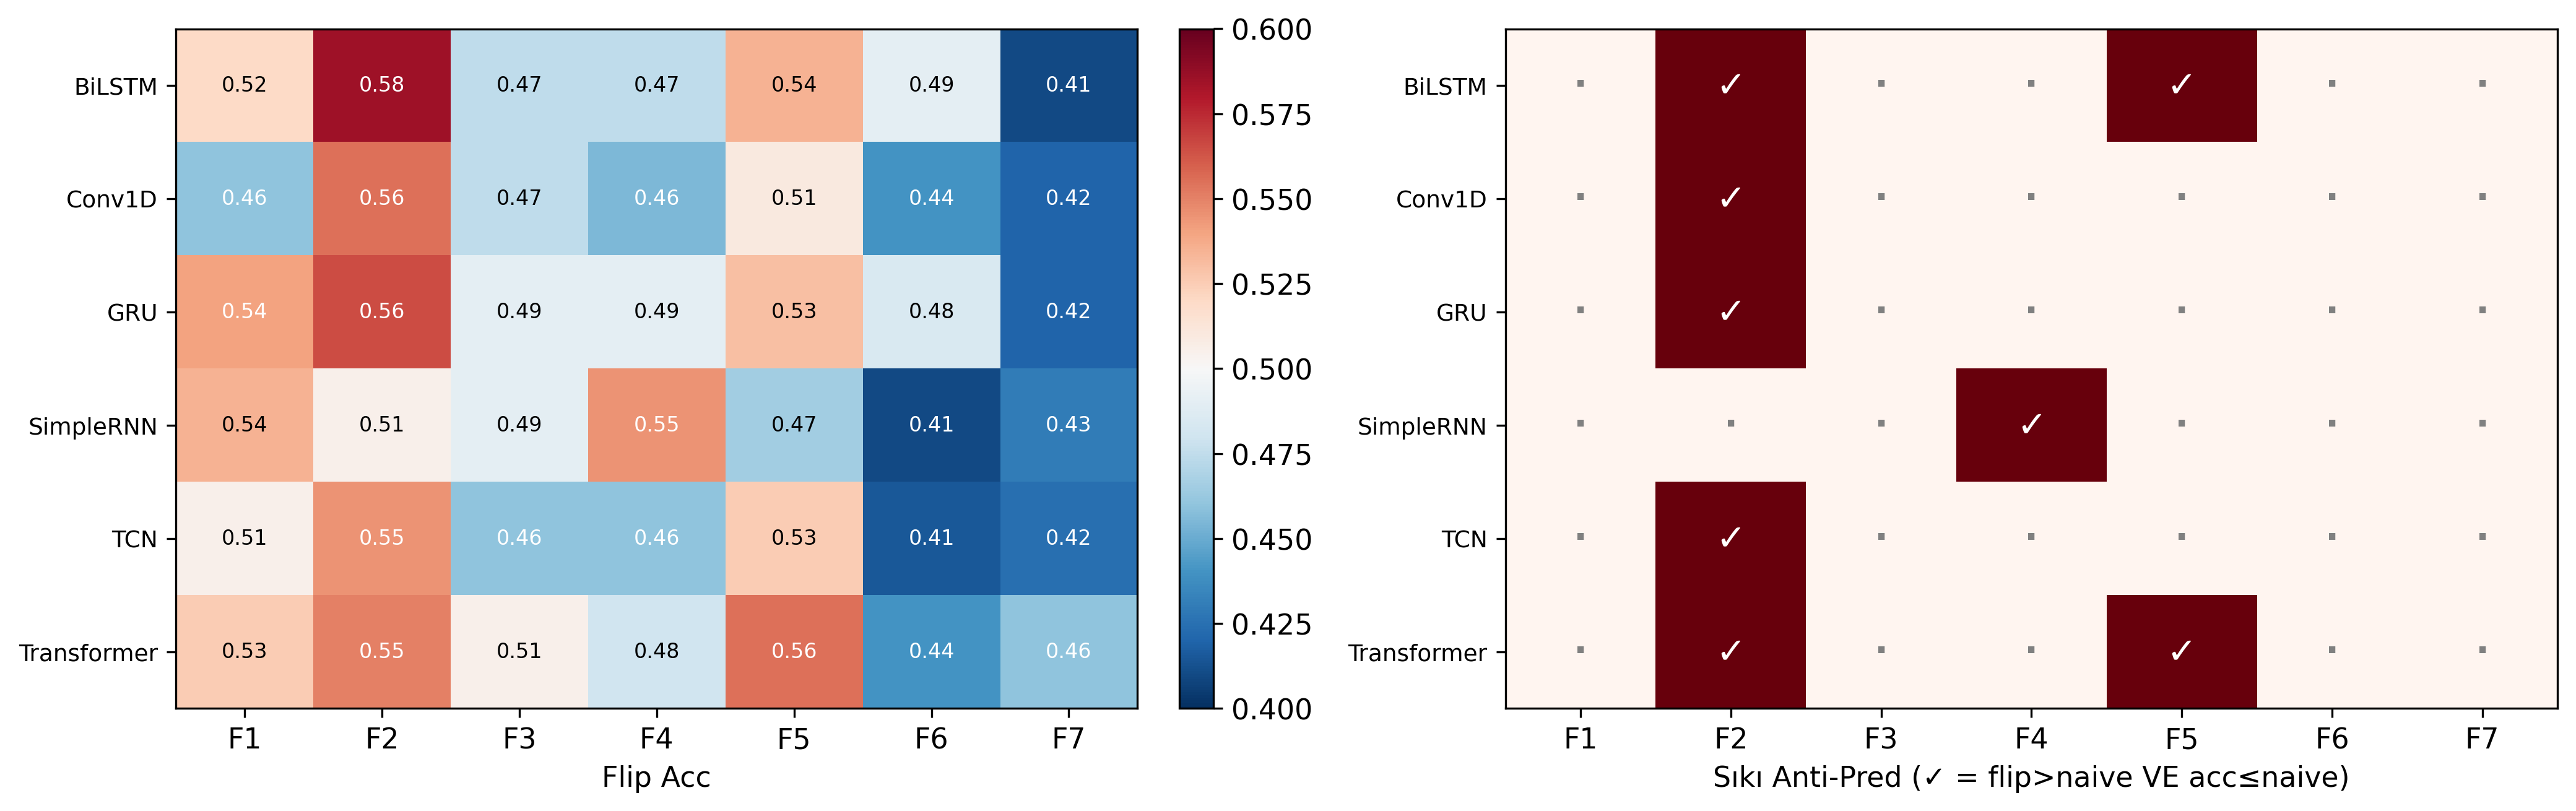 BiLSTM 0.52 0.58 0.47 0.47 0.54 0.49 0.41
Conv1D 0.46 0.56 0.47 0.46 0.51 0.44 0.42
GRU 0.54 0.56 0.49 0.49 0.53 0.48 0.42
SimpleRNN 0.54 0.51 0.49 0.55 0.47 0.41 0.43
TCN 0.51 0.55 0.46 0.46 0.53 0.41 0.42
Transformer 0.53 0.55 0.51 0.48 0.56 0.44 0.46
F1 F2 F3 F4 F5 F6 F7
Flip Acc
0.600
0.575
0.550
0.525
0.500
0.475
0.450
0.425
0.400
BiLSTM ✓ ✓
Conv1D ✓
GRU ✓
SimpleRNN ✓
TCN ✓
Transformer ✓ ✓
F1 F2 F3 F4 F5 F6 F7
Sıkı Anti-Pred (✓ = flip>naive VE acc≤naive)